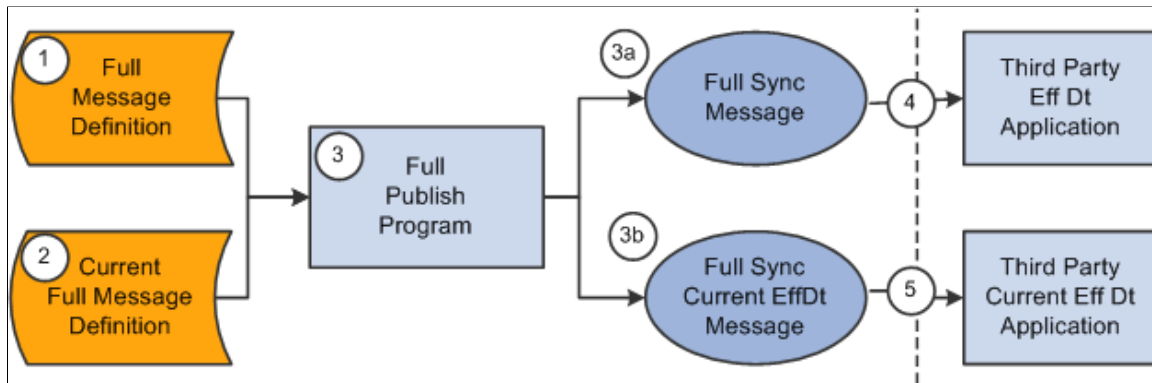 1
Full
Message
Definition
2
Current
Full Message
Definition
3
Full
Publish
Program
3a
Full Sync
Message
3b
Full Sync
Current EffDt
Message
4
Third Party
Eff Dt
Application
5
Third Party
Current Eff Dt
Application